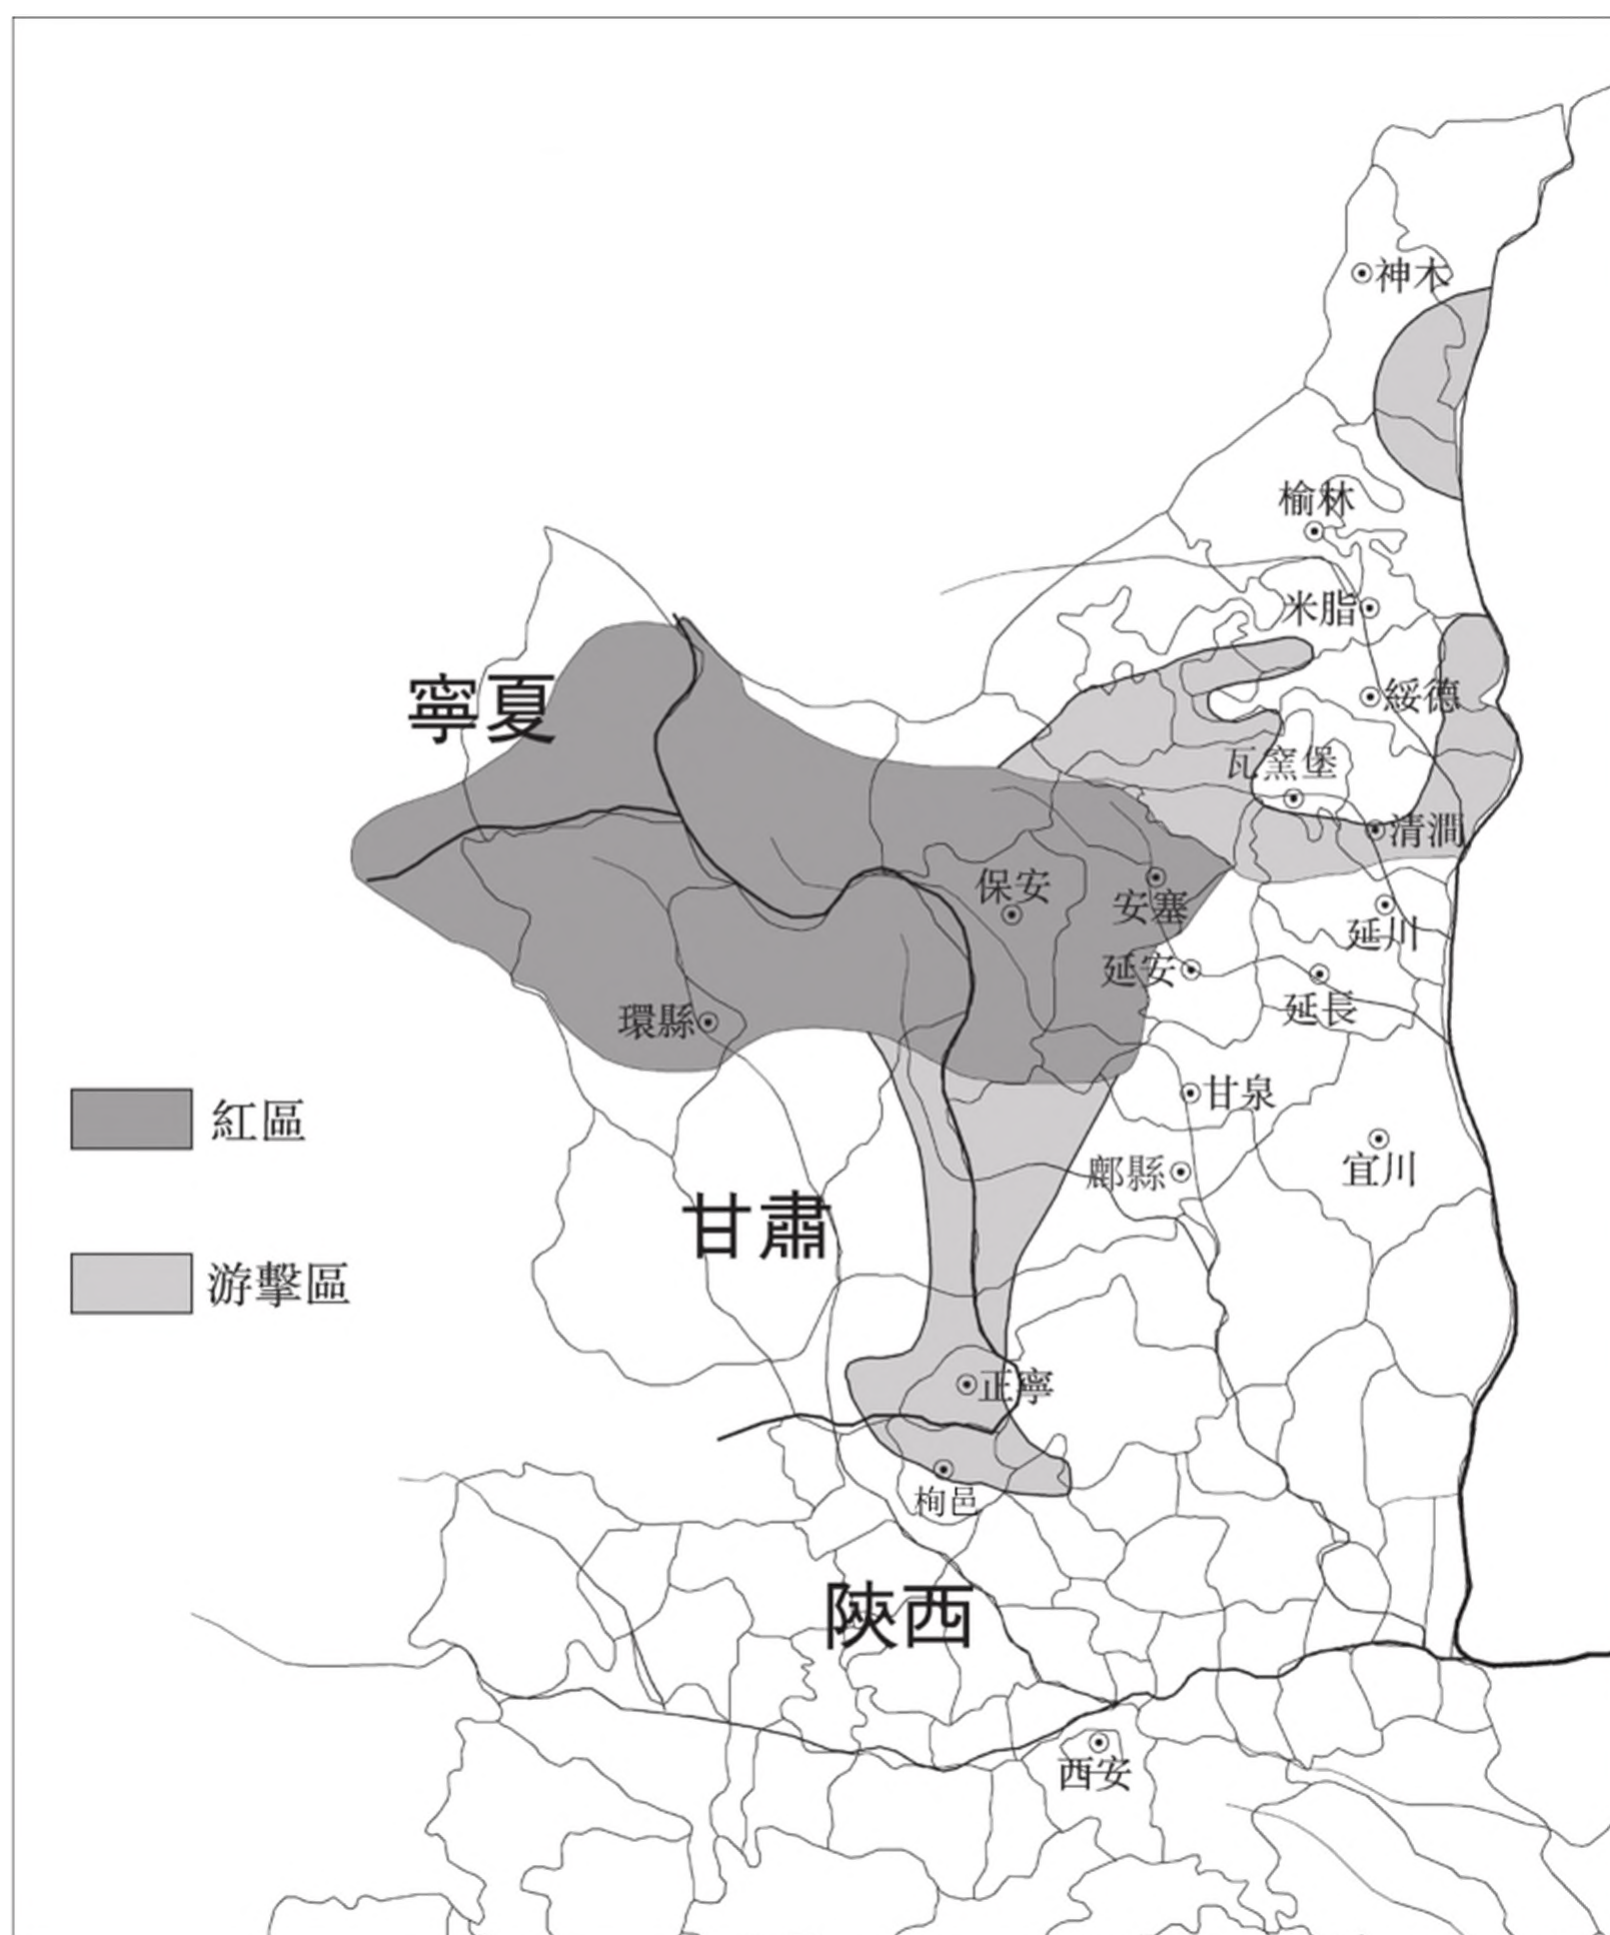 神木
榆林
米脂
寧夏
綏德
瓦窯堡
清澗
保安
安塞
延川
延安
延長
環縣
甘泉
紅區
鄜縣
宜川
甘肅
游擊區
正寧
栒邑
陝西
西安